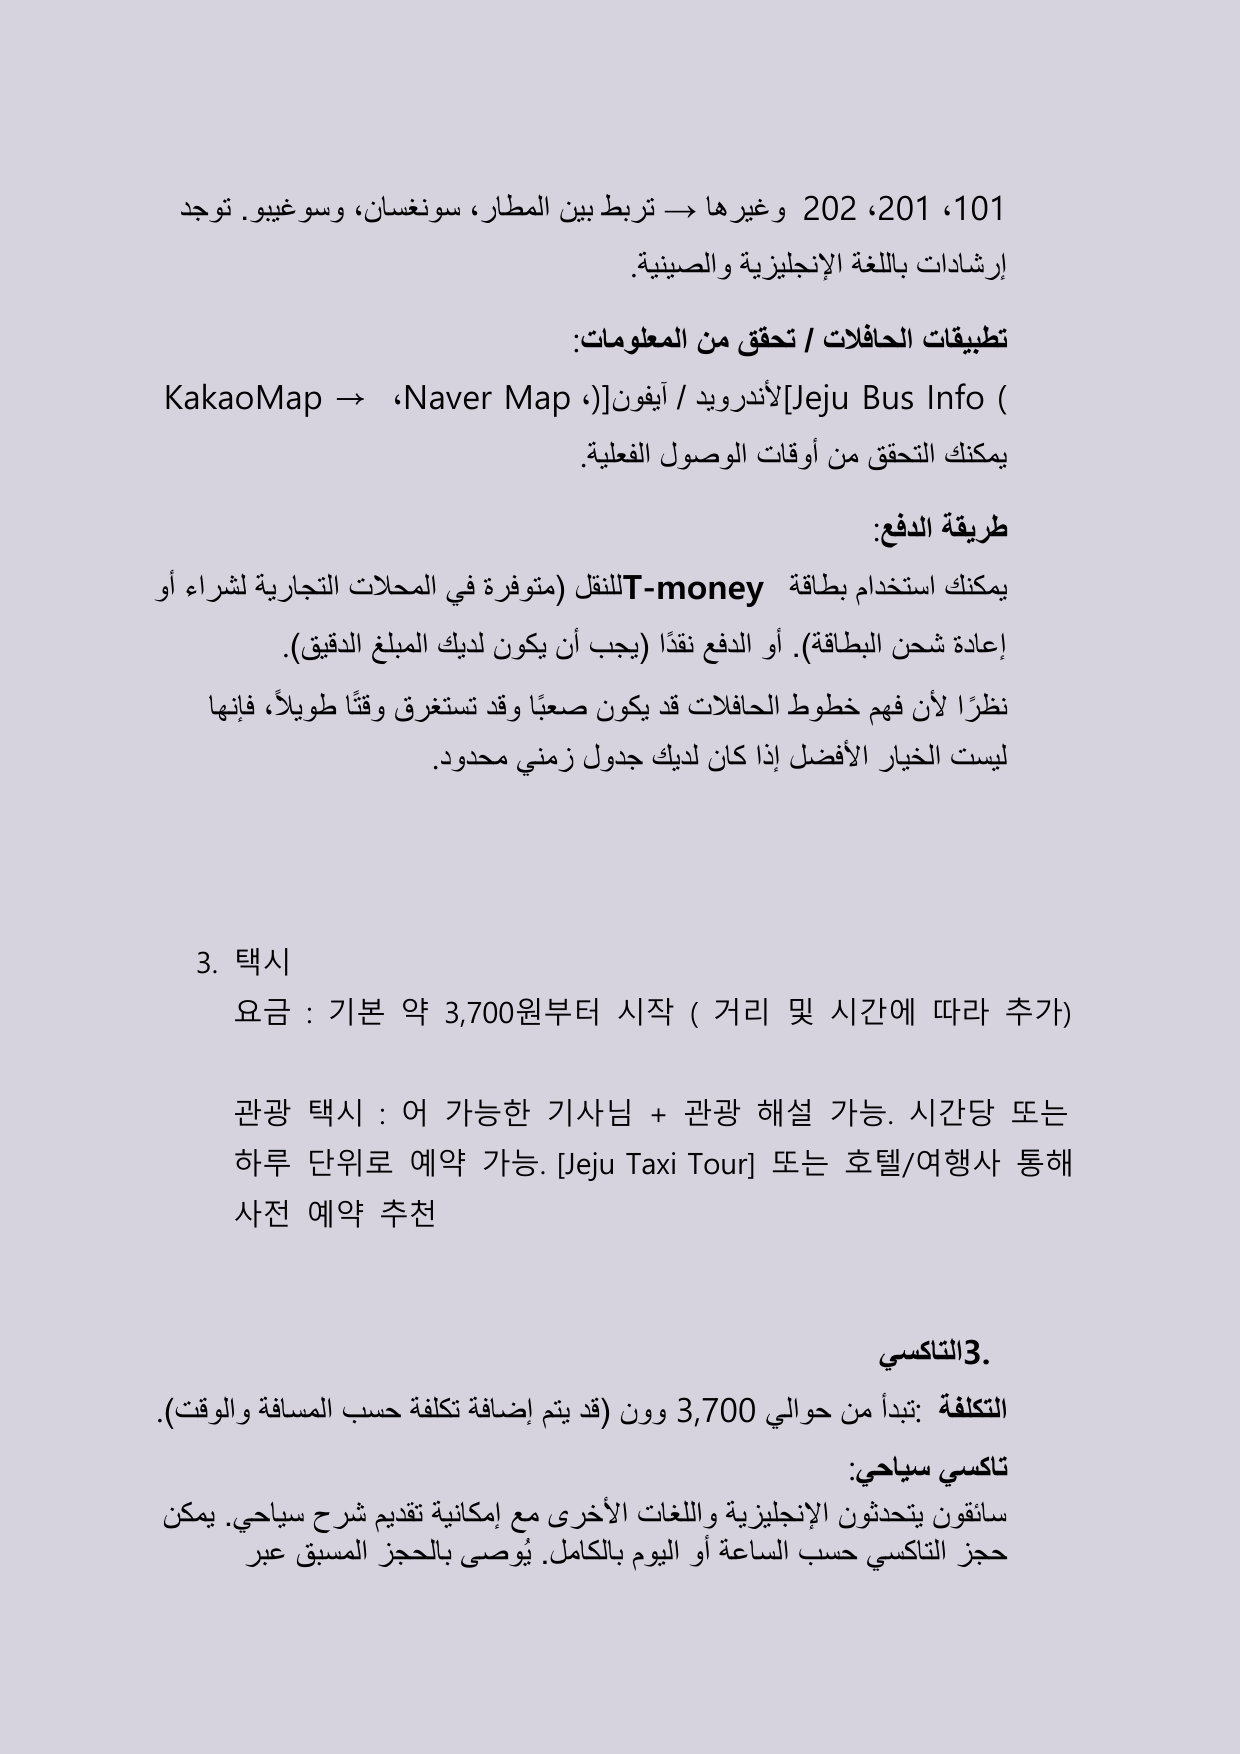 101، 201، 202 وغيرها → تربط بين المطار، سونغسان، وسوغيبو. توجد
إرشادات باللغة الإنجليزية والصينية.
تطبيقات الحافلات / تحقق من المعلومات:
( Jeju Bus Info]لأندرويد / آيفون[(، Naver Map، KakaoMap →
يمكنك التحقق من أوقات الوصول الفعلية.
طريقة الدفع:
يمكنك استخدام بطاقة T-moneyللنقل (متوفرة في المحلات التجارية لشراء أو
إعادة شحن البطاقة). أو الدفع نقدًا (يجب أن يكون لديك المبلغ الدقيق).
نظرًا لأن فهم خطوط الحافلات قد يكون صعبًا وقد تستغرق وقتًا طويلاً، فإنها
ليست الخيار الأفضل إذا كان لديك جدول زمني محدود.
3. 택시
요금 : 기본 약 3,700원부터 시작 ( 거리 및 시간에 따라 추가)
관광 택시 : 어 가능한 기사님 + 관광 해설 가능. 시간당 또는
하루 단위로 예약 가능. [Jeju Taxi Tour] 또는 호텔/여행사 통해
사전 예약 추천
.3التاكسي
التكلفة :تبدأ من حوالي 3,700 وون (قد يتم إضافة تكلفة حسب المسافة والوقت).
تاكسي سياحي:
سائقون يتحدثون الإنجليزية واللغات الأخرى مع إمكانية تقديم شرح سياحي. يمكن
حجز التاكسي حسب الساعة أو اليوم بالكامل. يُوصى بالحجز المسبق عبر